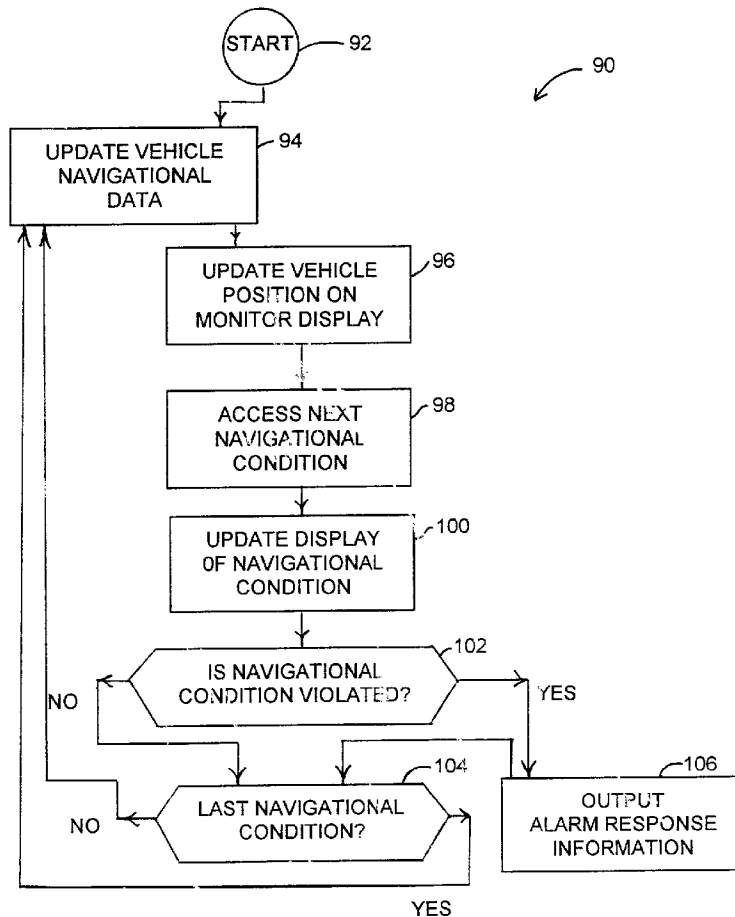 START
92
90
94
UPDATE VEHICLE
NAVIGATIONAL
DATA
96
UPDATE VEHICLE
POSITION ON
MONITOR DISPLAY
98
ACCESS NEXT
NAVIGATIONAL
CONDITION
100
UPDATE DISPLAY
0F NAVIGATIONAL
CONDITION
102
IS NAVIGATIONAL
CONDITION VIOLATED?
NO
YES
104
LAST NAVIGATIONAL
CONDITION?
NO
YES
106
OUTPUT
ALARM RESPONSE
INFORMATION